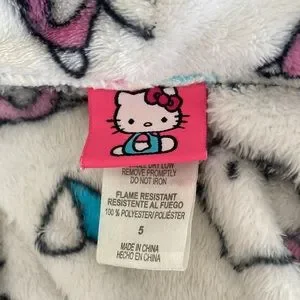 TUMBLE DRY LOW
REMOVE PROMPTLY
DO NOT IRON
FLAME RESISTANT
RESISTENTE AL FUEGO
100 % POLYESTER/ POLIÉSTER
5
MADE IN CHINA
HECHO EN CHINA